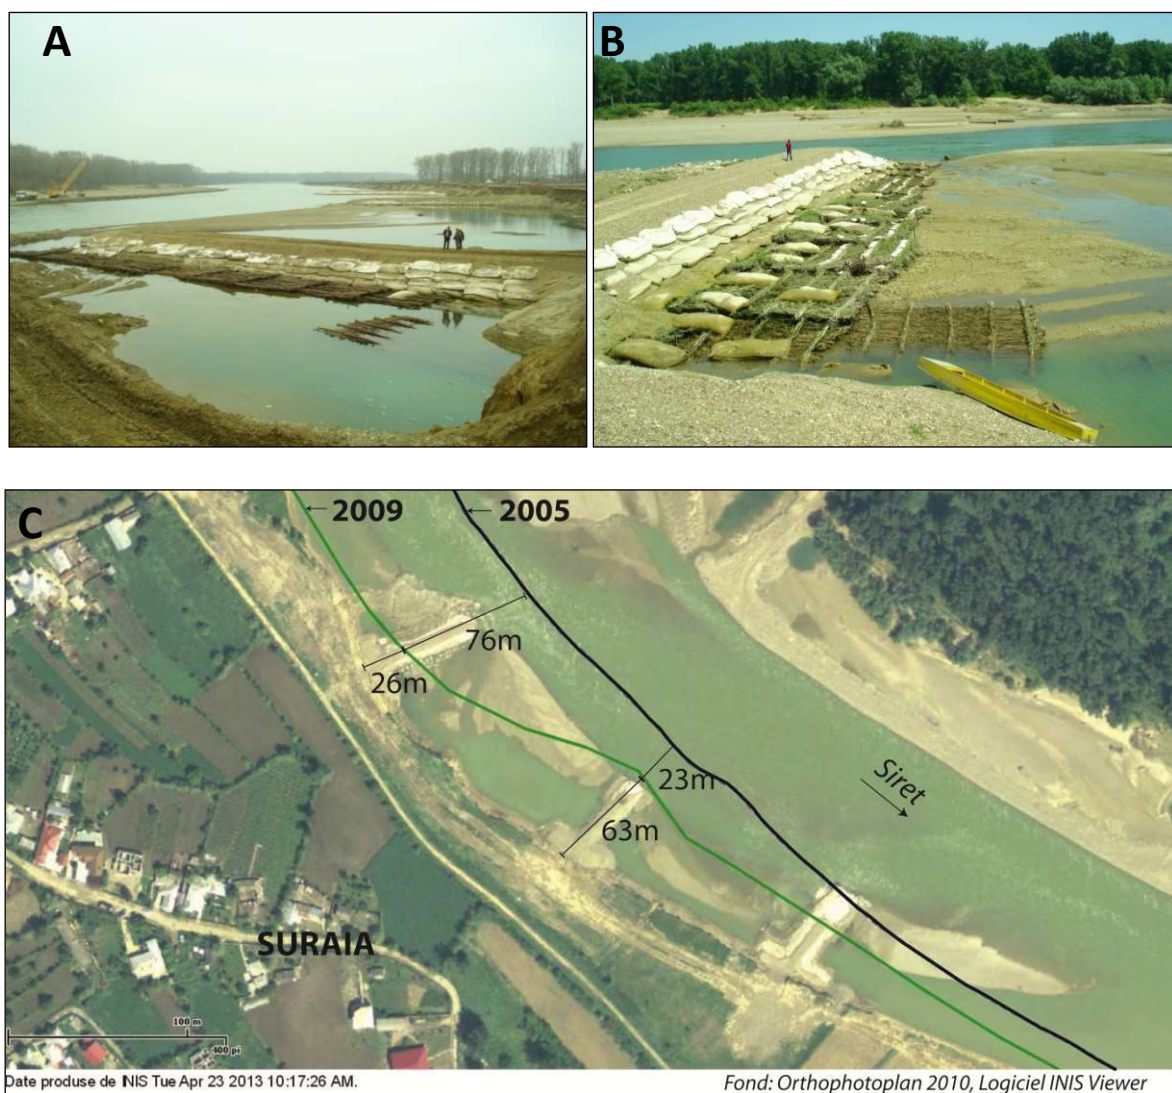 A
B
C
2009
2005
76m
26m
23m
63m
Siret
SURAIA
100 m
400 pi
Date produse de INIS Tue Apr 23 2013 10:17:26 AM.
Fond: Orthophotoplan 2010, Logiciel INIS Viewer